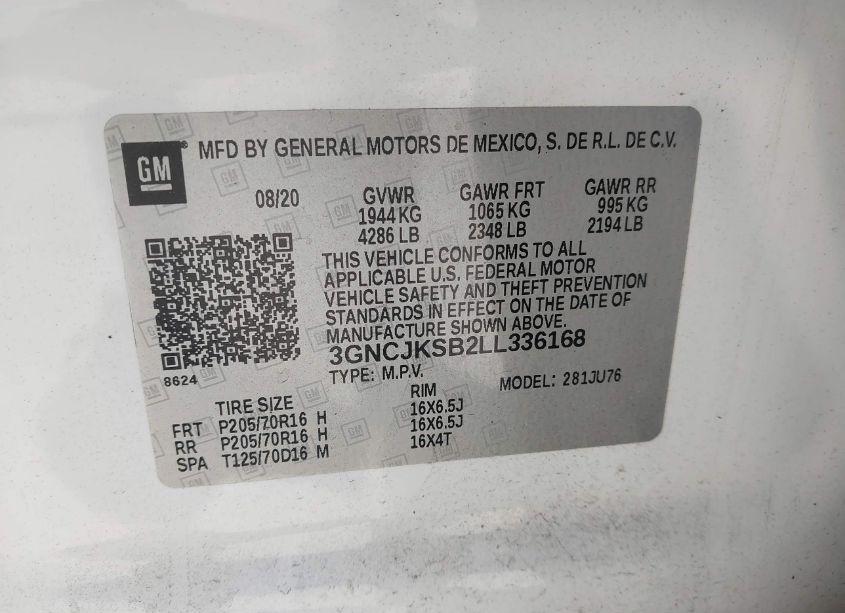 GM MFD BY GENERAL MOTORS DE MEXICO, S. DE R.L. DE C.V.
08/20 GVWR GAWR FRT GAWR RR
1944 KG 1065 KG 995 KG
4286 LB 2348 LB 2194 LB
THIS VEHICLE CONFORMS TO ALL
APPLICABLE U.S. FEDERAL MOTOR
VEHICLE SAFETY AND THEFT PREVENTION
STANDARDS IN EFFECT ON THE DATE OF
MANUFACTURE SHOWN ABOVE.
3GNCJKSB2LL336168
8624
TYPE: M.P.V. MODEL: 281JU76
TIRE SIZE RIM
FRT P205/70R16 H 16X6.5J
RR P205/70R16 H 16X6.5J
SPA T125/70D16 M 16X4T